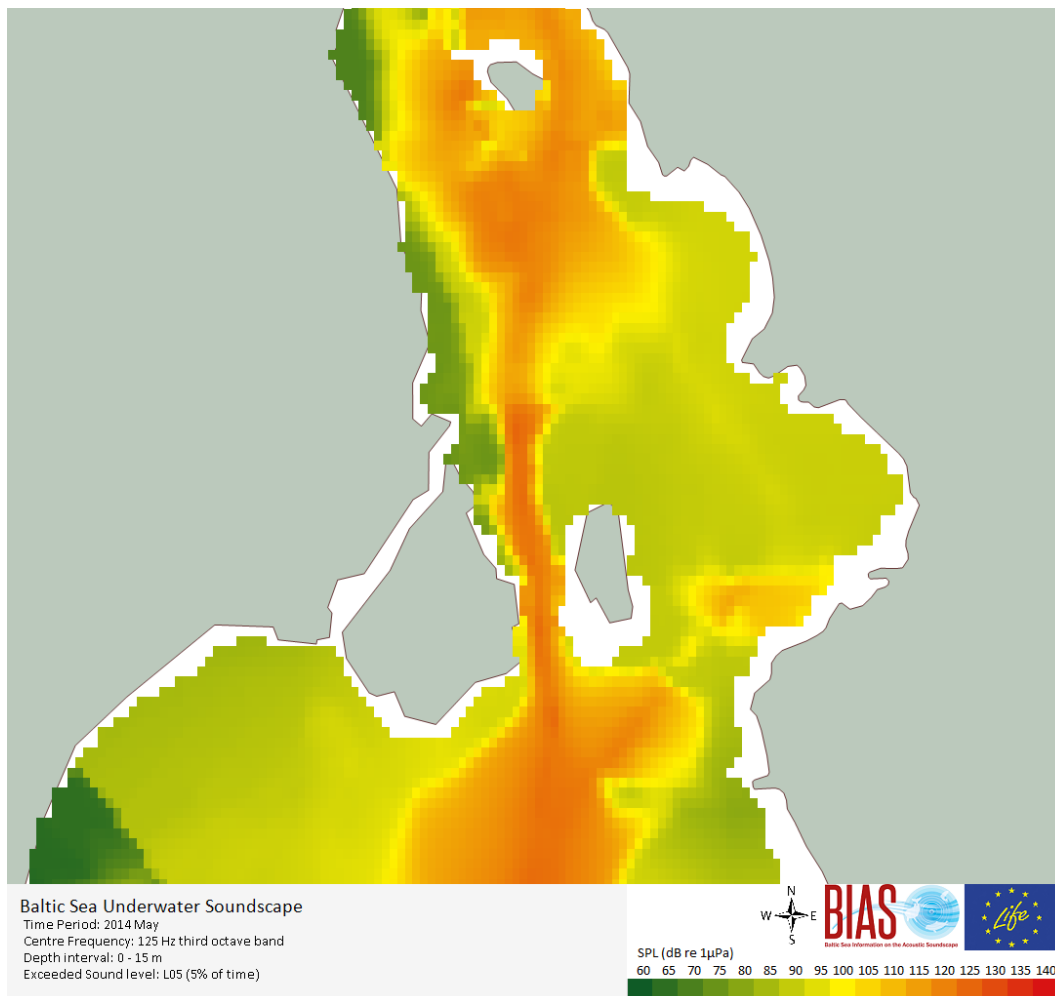 Baltic Sea Underwater Soundscape
Time Period: 2014 May
Centre Frequency: 125 Hz third octave band
Depth interval: 0 - 15 m
Exceeded Sound level: L05 (5% of time)
N
W E
S
BIAS
Baltic Sea Information on the Acoustic Soundscape
Life
SPL (dB re 1µPa)
60 65 70 75 80 85 90 95 100 105 110 115 120 125 130 135 140